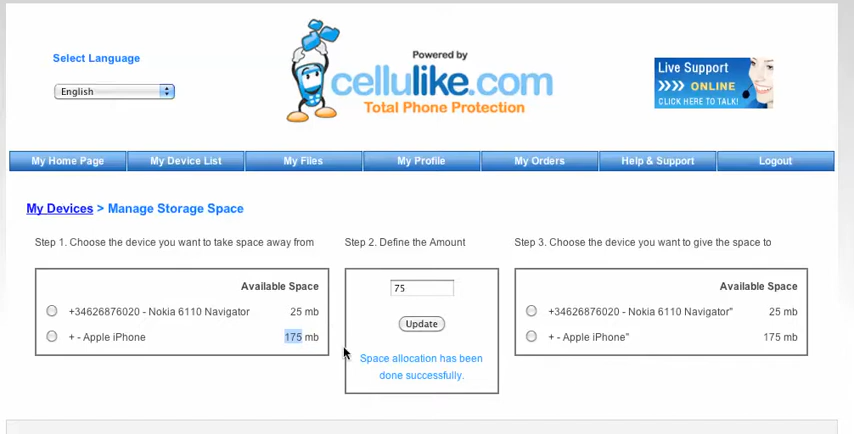 Select Language
English
Powered by
cellulike.com
Total Phone Protection
Live Support
>>>> ONLINE
CLICK HERE TO TALK!
My Home Page My Device List My Files My Profile My Orders Help & Support Logout
My Devices > Manage Storage Space
Step 1. Choose the device you want to take space away from
Available Space
+34626876020 - Nokia 6110 Navigator 25 mb
+ - Apple iPhone 175 mb
Step 2. Define the Amount
75
Update
Space allocation has been
done successfully.
Step 3. Choose the device you want to give the space to
Available Space
+34626876020 - Nokia 6110 Navigator" 25 mb
+ - Apple iPhone" 175 mb